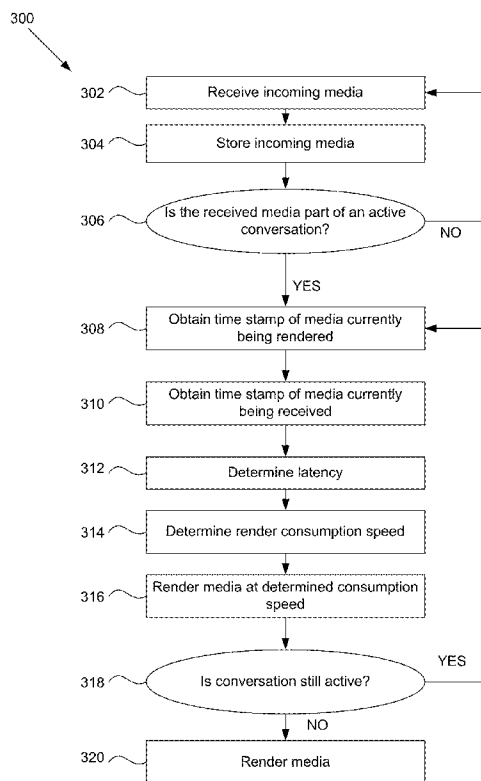 300
302
Receive incoming media
304
Store incoming media
306
Is the received media part of an active
conversation?
NO
YES
308
Obtain time stamp of media currently
being rendered
310
Obtain time stamp of media currently
being received
312
Determine latency
314
Determine render consumption speed
316
Render media at determined consumption
speed
YES
318
Is conversation still active?
NO
320
Render media